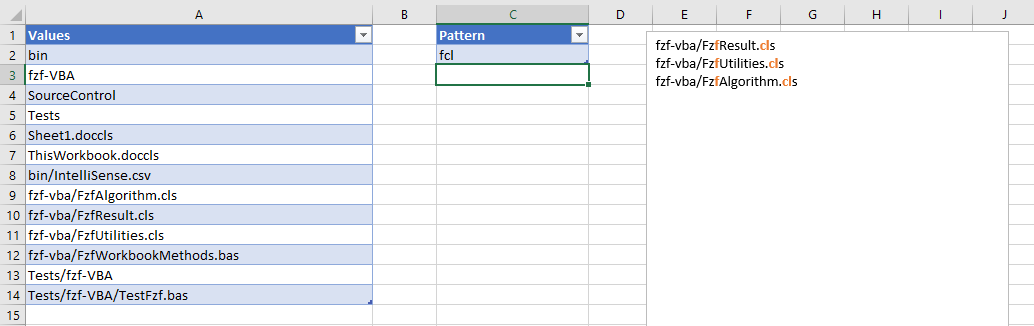 A B C D E F G H I J
1 Values Pattern
2 bin fcl
3 fzf-VBA
4 SourceControl
5 Tests
6 Sheet1.doccls
7 ThisWorkbook.doccls
8 bin/IntelliSense.csv
9 fzf-vba/FzfAlgorithm.cls
10 fzf-vba/FzfResult.cls
11 fzf-vba/FzfUtilities.cls
12 fzf-vba/FzfWorkbookMethods.bas
13 Tests/fzf-VBA
14 Tests/fzf-VBA/TestFzf.bas
15
fzf-vba/FzfResult.cls
fzf-vba/FzfUtilities.cls
fzf-vba/FzfAlgorithm.cls